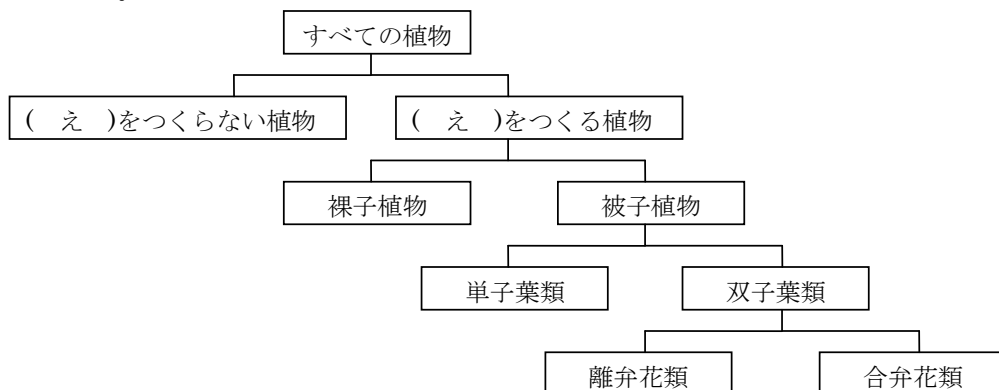 すべての植物
( え )をつくらない植物
( え )をつくる植物
裸子植物
被子植物
単子葉類
双子葉類
離弁花類
合弁花類